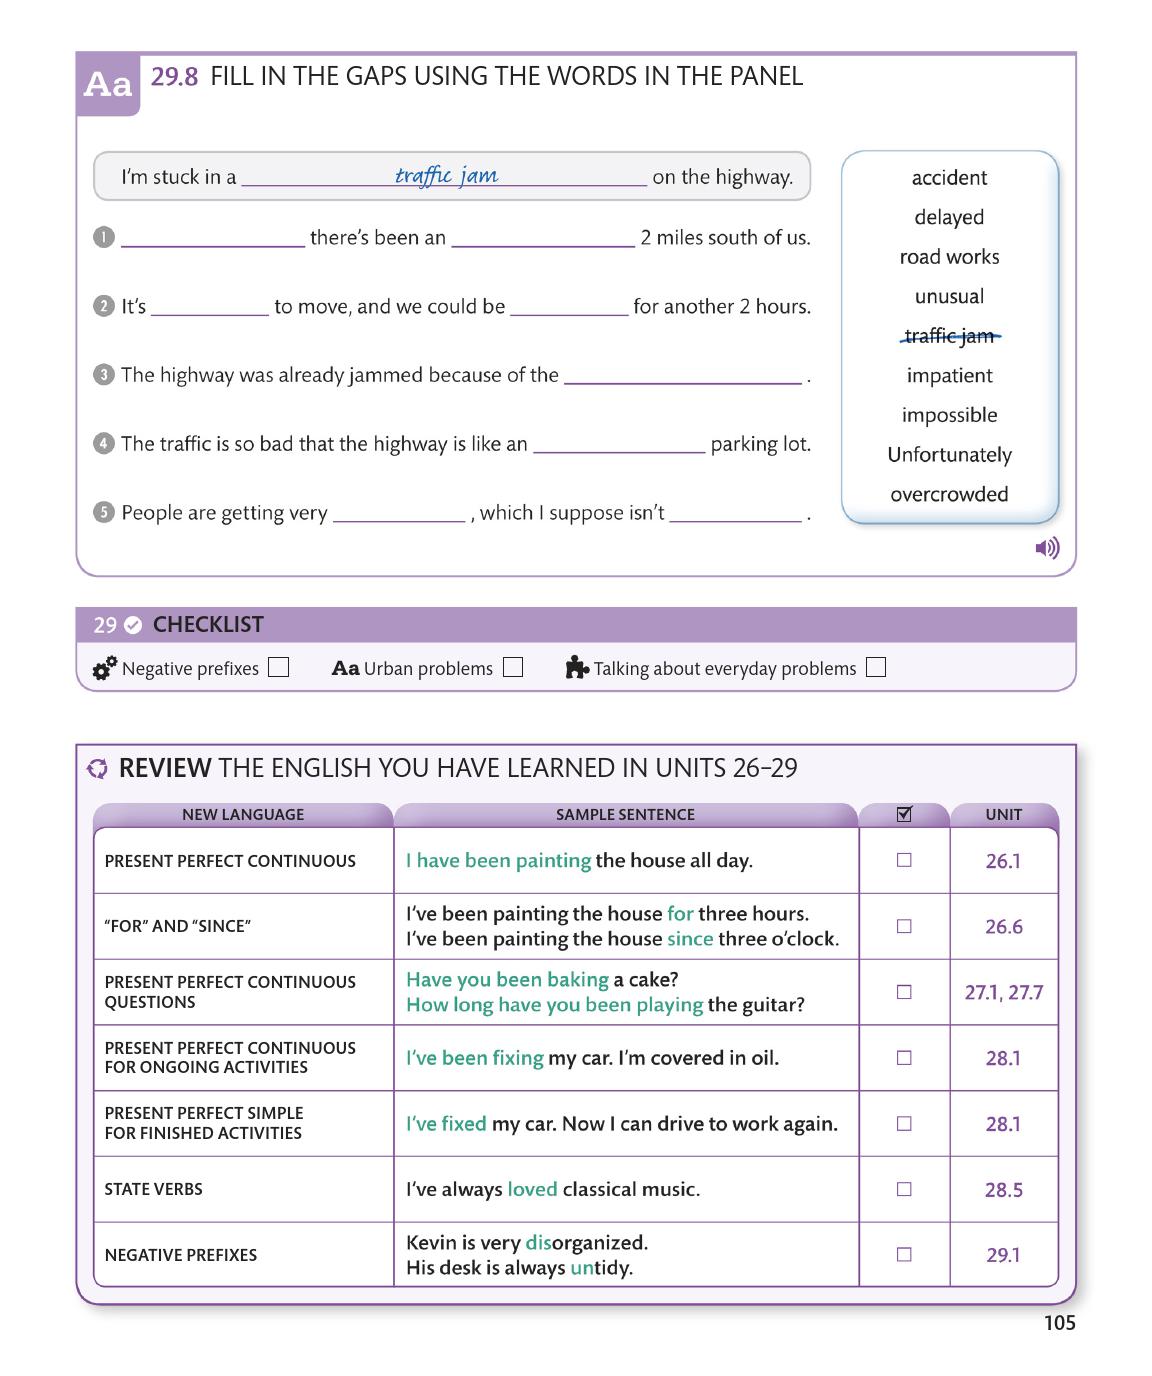 Aa 29.8 FILL IN THE GAPS USING THE WORDS IN THE PANEL
I'm stuck in a traffic jam on the highway.
1 ____ there's been an ____ 2 miles south of us.
2 It's ____ to move, and we could be ____ for another 2 hours.
3 The highway was already jammed because of the ____ .
4 The traffic is so bad that the highway is like an ____ parking lot.
5 People are getting very ____ , which I suppose isn't ____ .
accident
delayed
road works
unusual
traffic jam
impatient
impossible
Unfortunately
overcrowded
29 CHECKLIST
Negative prefixes Aa Urban problems Talking about everyday problems
REVIEW THE ENGLISH YOU HAVE LEARNED IN UNITS 26–29
NEW LANGUAGE SAMPLE SENTENCE UNIT
PRESENT PERFECT CONTINUOUS I have been painting the house all day. 26.1
“FOR” AND “SINCE” I've been painting the house for three hours. 26.6
I've been painting the house since three o'clock.
PRESENT PERFECT CONTINUOUS Have you been baking a cake? 27.1, 27.7
QUESTIONS How long have you been playing the guitar?
PRESENT PERFECT CONTINUOUS I've been fixing my car. I'm covered in oil. 28.1
FOR ONGOING ACTIVITIES
PRESENT PERFECT SIMPLE I've fixed my car. Now I can drive to work again. 28.1
FOR FINISHED ACTIVITIES
STATE VERBS I've always loved classical music. 28.5
NEGATIVE PREFIXES Kevin is very disorganized. 29.1
His desk is always untidy.
105